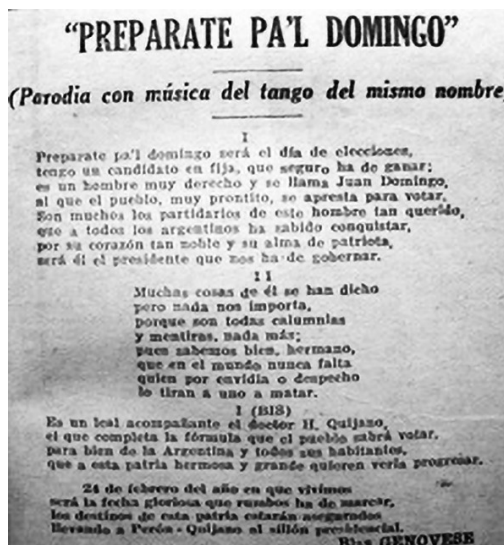 "PREPARATE PA'L DOMINGO"
(Parodia con música del tango del mismo nombre
I
Preparate pa'l domingo será el día de elecciones,
tengo un candidato en fija, que seguro ha de ganar;
es un hombre muy derecho y se llama Juan Domingo,
al que el pueblo, muy prontito, se apresta para votar.
Son muchos los partidarios de este hombre tan querido,
que a todos los argentinos ha sabido conquistar,
por su corazón tan noble y su alma de patriota,
será él el presidente que nos ha de gobernar.
II
Muchas cosas de él se han dicho
pero nada nos importa,
porque son todas calumnias
y mentiras, nada más;
pues sabemos bien, hermano,
que en el mundo nunca falta
quien por envidia o despecho
lo tiran a uno a matar.
I (BIS)
Es un leal acompañante el doctor H. Quijano,
el que completa la fórmula que el pueblo sabrá votar,
para bien de la Argentina y todos sus habitantes,
que a esta patria hermosa y grande quieren verla progresar.
24 de febrero del año en que vivimos
será la fecha gloriosa que rumbos ha de marcar,
los destinos de esta patria estarán asegurados
llevando a Perón - Quijano al sillón presidencial.
Blas GENOVESE